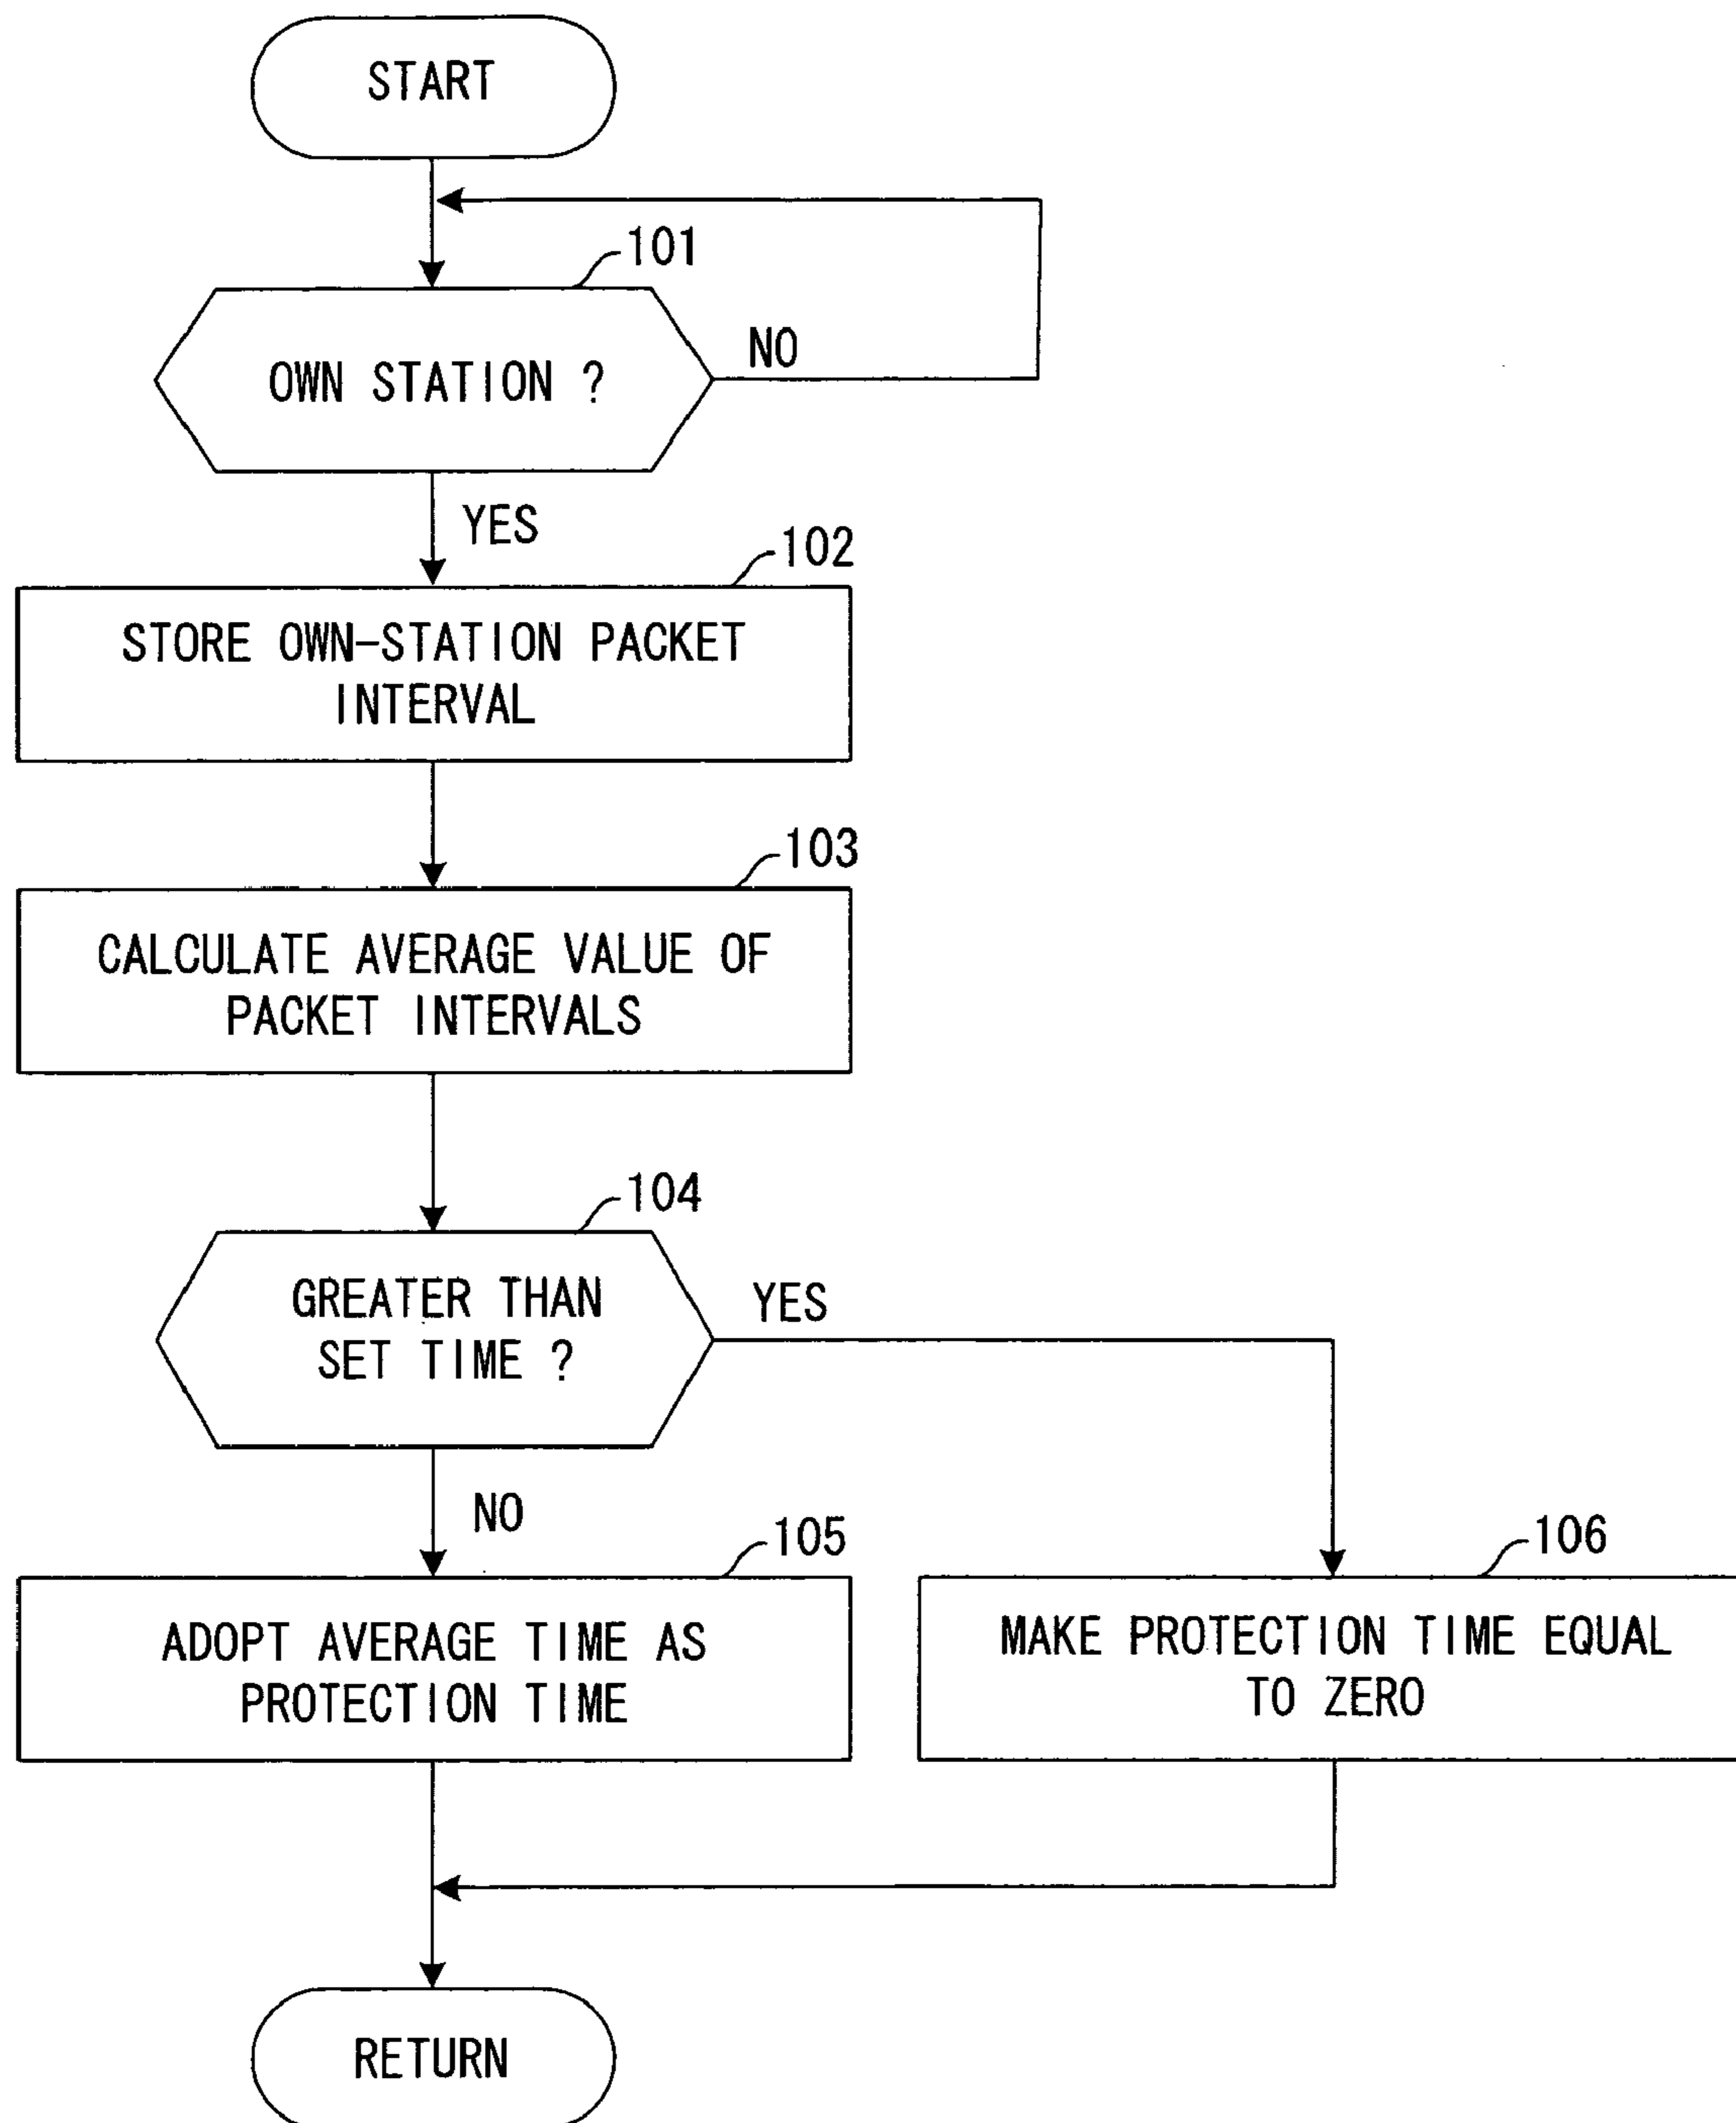 START
101
OWN STATION ?
NO
YES
102
STORE OWN-STATION PACKET
INTERVAL
103
CALCULATE AVERAGE VALUE OF
PACKET INTERVALS
104
GREATER THAN
SET TIME ?
YES
NO
105
ADOPT AVERAGE TIME AS
PROTECTION TIME
106
MAKE PROTECTION TIME EQUAL
TO ZERO
RETURN